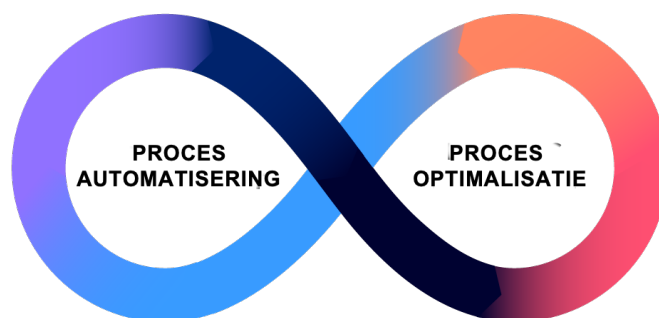 PROCES
AUTOMATISERING
PROCES
OPTIMALISATIE